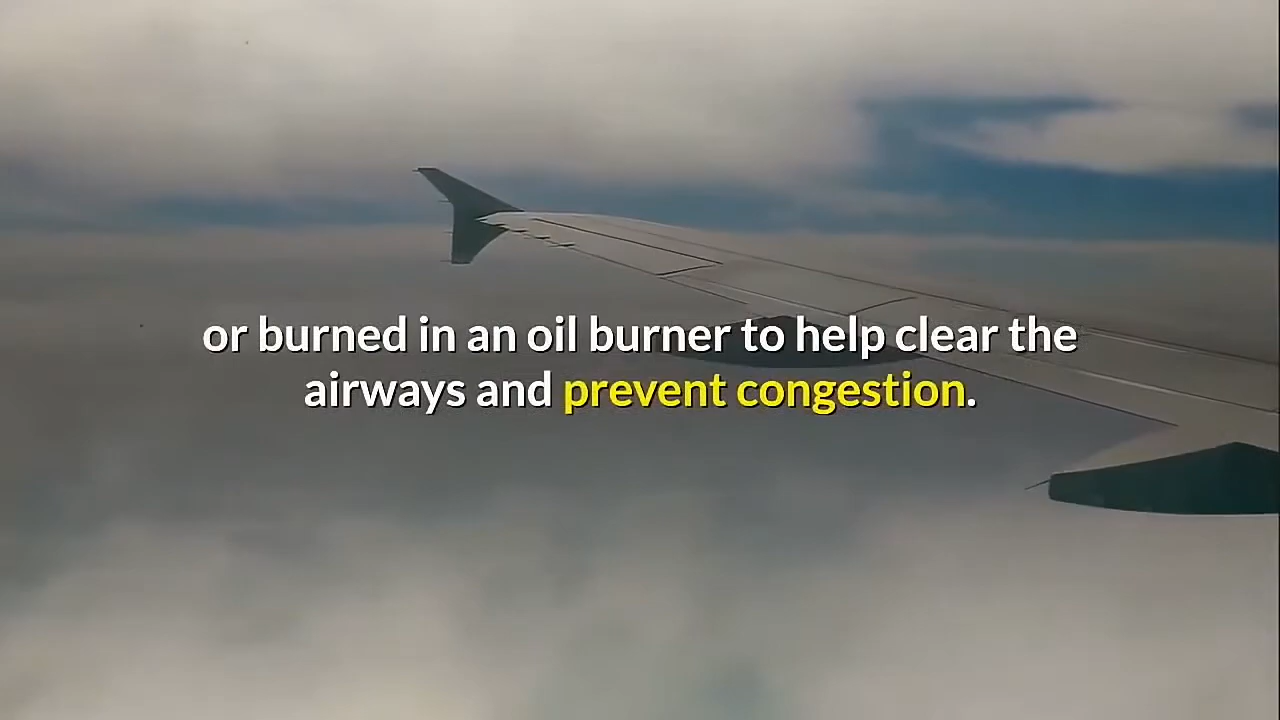 or burned in an oil burner to help clear the
airways and prevent congestion.